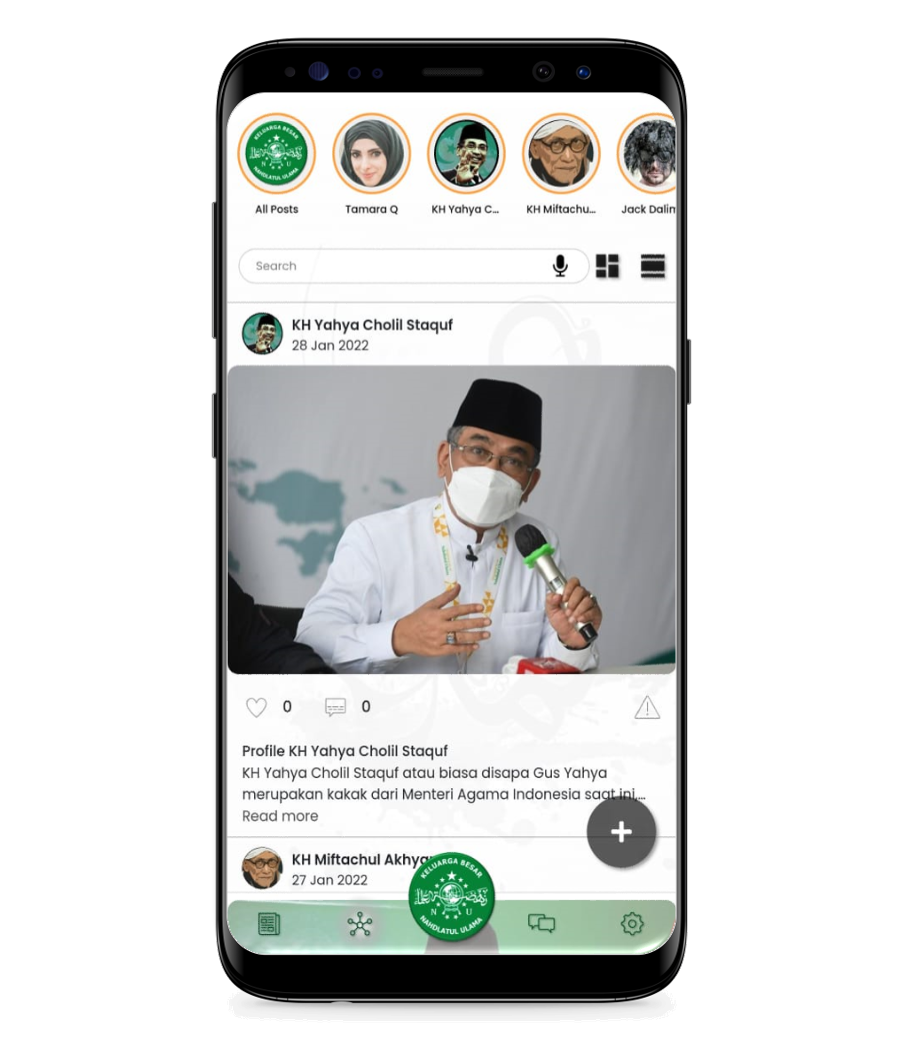 KELUARGA BESAR
N U
NAHDLATUL ULAMA
All Posts
Tamara Q
KH Yahya C...
KH Miftachu...
Jack Dalin
Search
KH Yahya Cholil Staquf
28 Jan 2022
0
0
Profile KH Yahya Cholil Staquf
KH Yahya Cholil Staquf atau biasa disapa Gus Yahya
merupakan kakak dari Menteri Agama Indonesia saat ini,...
Read more
+
KH Miftachul Akhya
27 Jan 2022
KELUARGA BESAR
N U
NAHDLATUL ULAMA